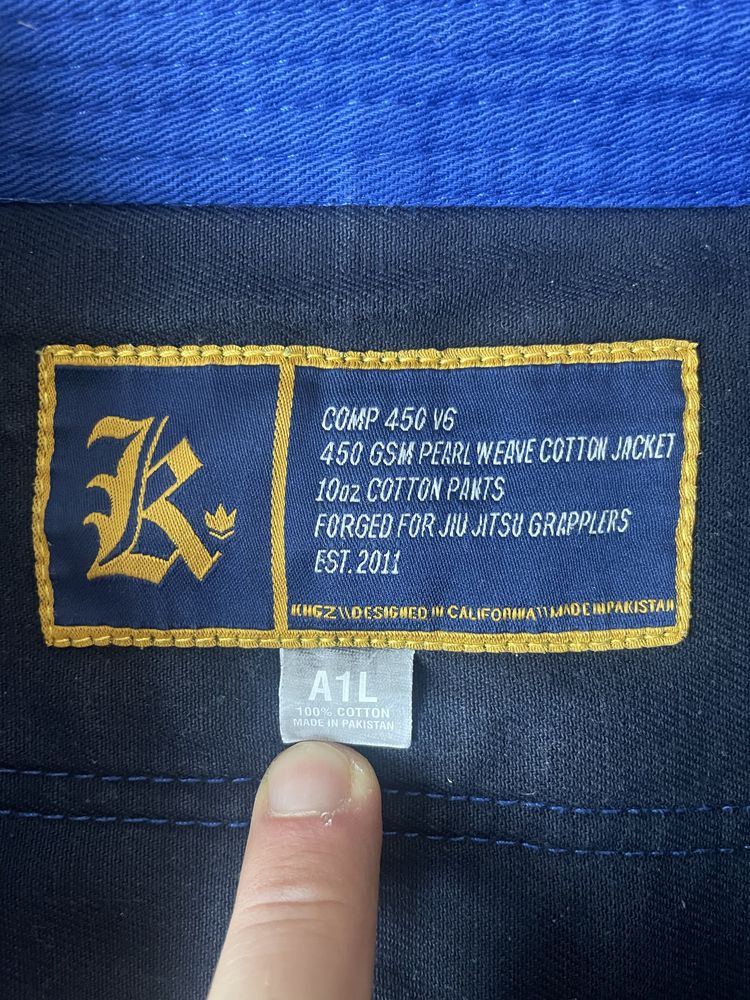 K
COMP 450 V6
450 GSM PEARL WEAVE COTTON JACKET
10oz COTTON PANTS
FORGED FOR JIU JITSU GRAPPLERS
EST. 2011
KINGZ\\DESIGNED IN CALIFORNIA\\MADE IN PAKISTAN
A1L
100% COTTON
MADE IN PAKISTAN